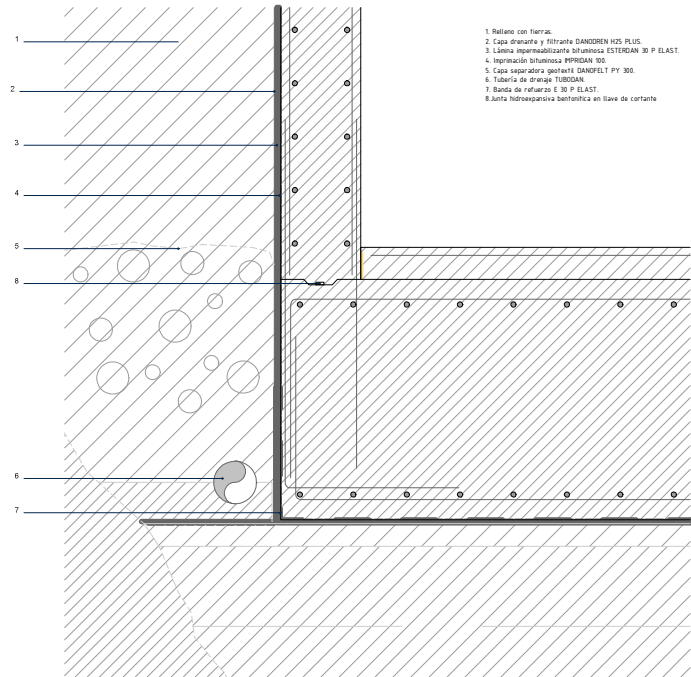 1
2
3
4
5
8
6
7
1. Relleno con tierras.
2. Capa drenante y filtrante DANODREN H25 PLUS.
3. Lámina impermeabilizante bituminosa ESTERDAN 30 P ELAST.
4. Imprimación bituminosa IMPRIDAN 100.
5. Capa separadora geotextil DANOFELT PY 300.
6. Tubería de drenaje TUBODAN.
7. Banda de refuerzo E 30 P ELAST.
8.Junta hidroexpansiva bentonítica en llave de cortante